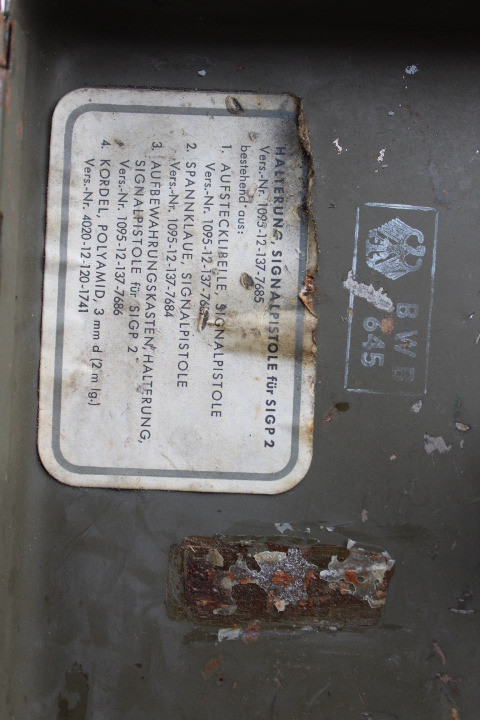 HALTERUNG, SIGNALPISTOLE für SIGP 2
Vers.-Nr. 1095-12-137-7685
bestehend aus:
1. AUFSTECKLIBELLE, SIGNALPISTOLE
Vers.-Nr. 1095-12-137-
2. SPANNKLAUE, SIGNALPISTOLE
Vers.-Nr. 1095-12-137-7684
3. AUFBEWAHRUNGSKASTEN, HALTERUNG,
SIGNALPISTOLE für SIGP 2
Vers.-Nr. 1095-12-137-7686
4. KORDEL, POLYAMID, 3 mm d (2 m lg.)
Vers.-Nr. 4020-12-120-1741
BWB
645